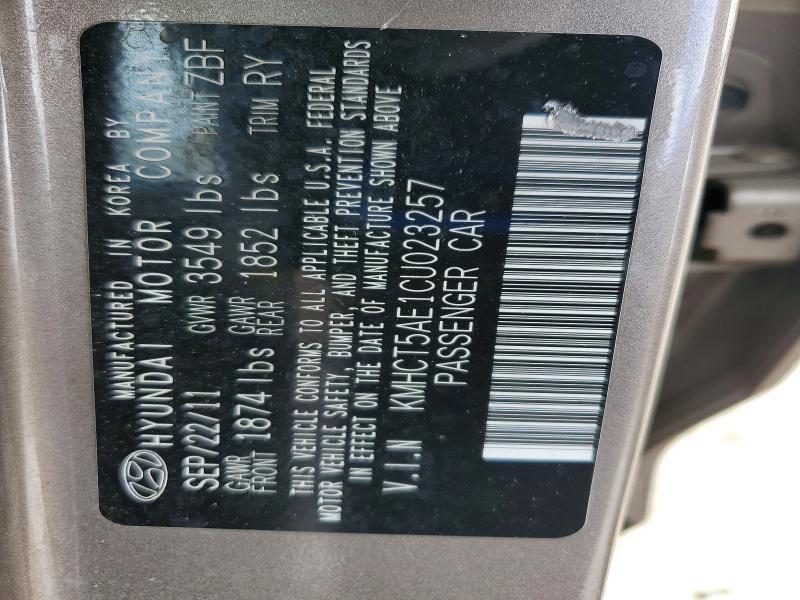 MANUFACTURED IN KOREA BY
HYUNDAI MOTOR COMPANY
SEP/22/11 GVWR 3549 lbs PAINT ZBF
GAWR FRONT 1874 lbs GAWR REAR 1852 lbs TRIM RY
THIS VEHICLE CONFORMS TO ALL APPLICABLE U.S.A. FEDERAL
MOTOR VEHICLE SAFETY, BUMPER, AND THEFT PREVENTION STANDARDS
IN EFFECT ON THE DATE OF MANUFACTURE SHOWN ABOVE
V.I.N KMHCT5AE1CU023257
PASSENGER CAR